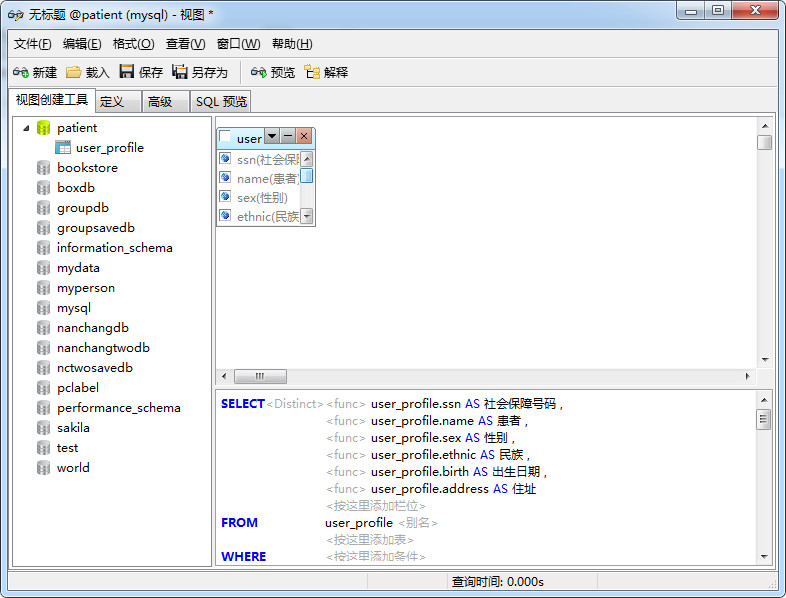 无标题 @patient (mysql) - 视图 *
文件(F) 编辑(E) 格式(O) 查看(V) 窗口(W) 帮助(H)
新建 载入 保存 另存为 预览 解释
视图创建工具 定义 高级 SQL 预览
patient
user_profile
bookstore
boxdb
groupdb
groupsavedb
information_schema
mydata
myperson
mysql
nanchangdb
nanchangtwodb
nctwosavedb
pclabel
performance_schema
sakila
test
world
user
ssn(社会保障
name(患者)
sex(性别)
ethnic(民族
SELECT <Distinct> <func> user_profile.ssn AS 社会保障号码 ,
<func> user_profile.name AS 患者 ,
<func> user_profile.sex AS 性别 ,
<func> user_profile.ethnic AS 民族 ,
<func> user_profile.birth AS 出生日期 ,
<func> user_profile.address AS 住址
<按这里添加栏位>
FROM user_profile <别名>
<按这里添加表>
WHERE <按这里添加条件>
查询时间: 0.000s